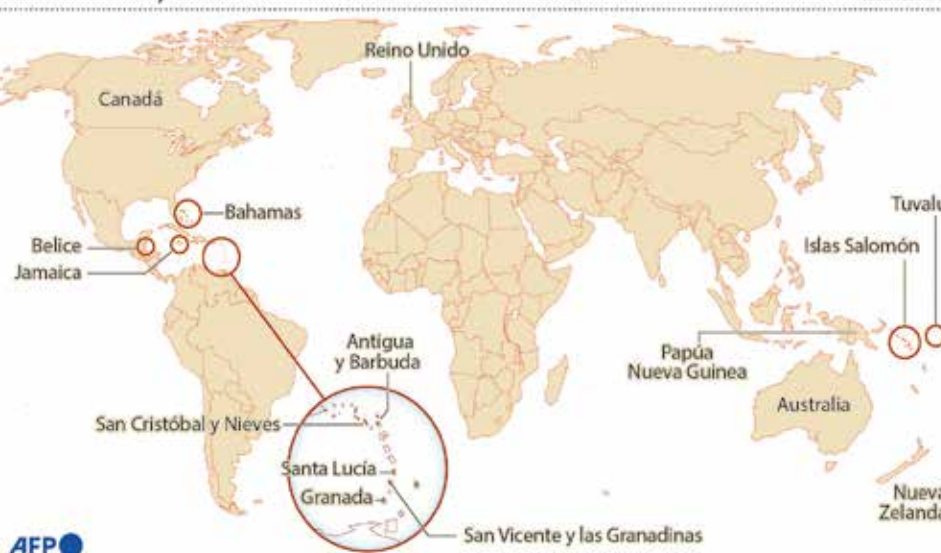 Reino Unido
Canadá
Bahamas
Tuvalu
Belice
Islas Salomón
Jamaica
Antigua
y Barbuda
Papúa
Nueva Guinea
Australia
San Cristóbal y Nieves
Santa Lucía
Granada
Nueva
Zelanda
San Vicente y las Granadinas
AFP